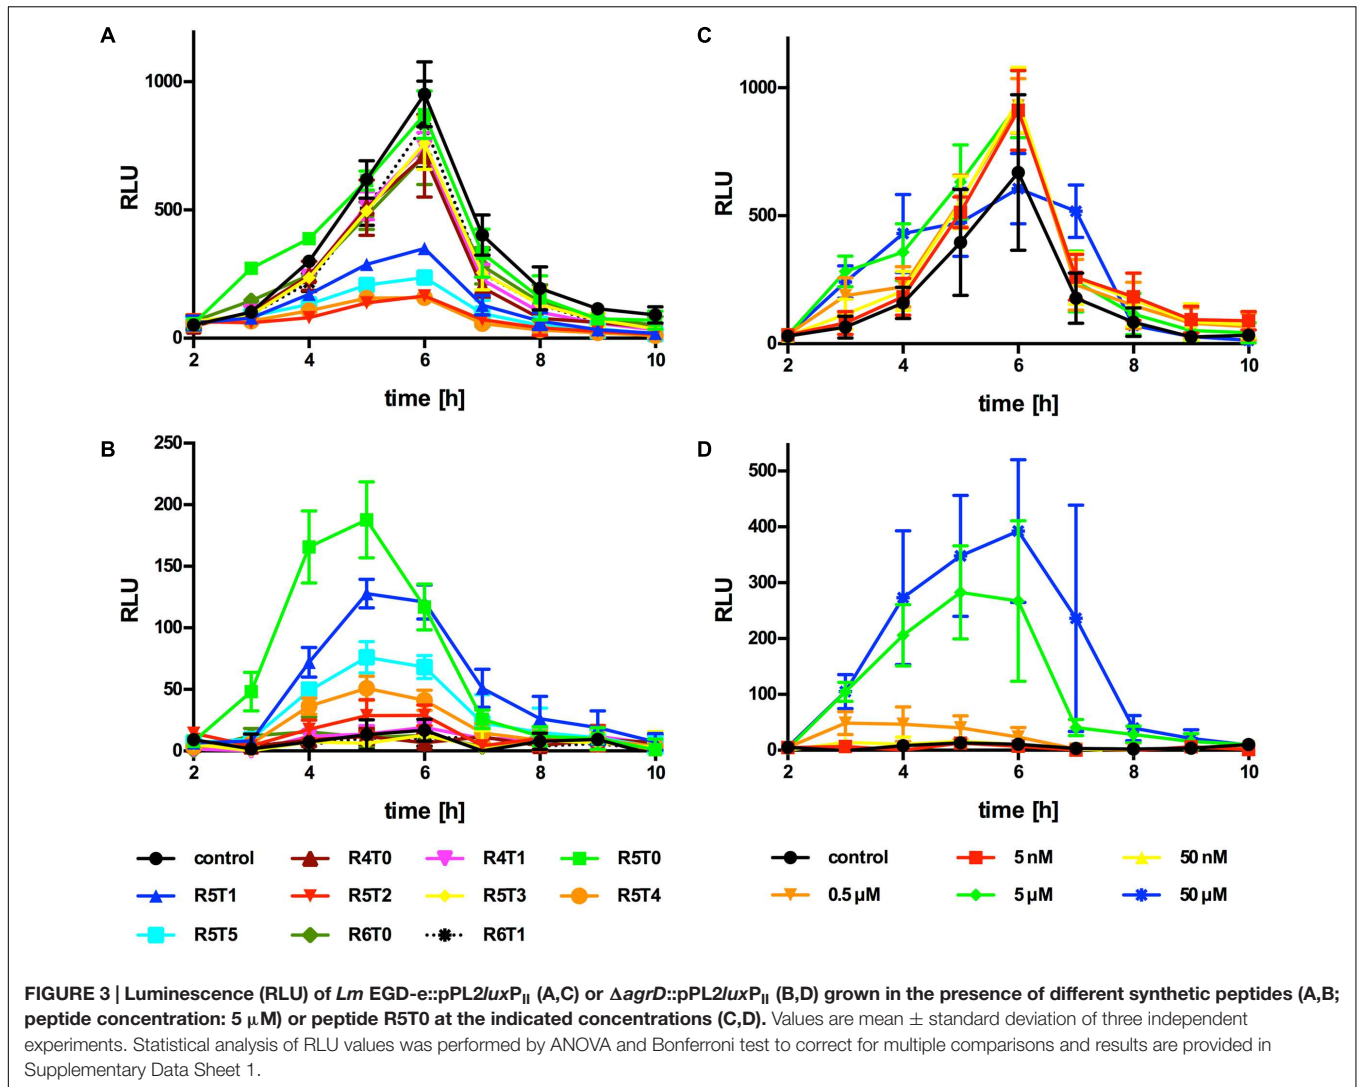 A
1000
500
0
RLU
2 4 6 8 10
time [h]
C
1000
500
0
RLU
2 4 6 8 10
time [h]
B
250
200
150
100
50
0
RLU
2 4 6 8 10
time [h]
D
500
400
300
200
100
0
RLU
2 4 6 8 10
time [h]
control R4T0 R4T1 R5T0
R5T1 R5T2 R5T3 R5T4
R5T5 R6T0 R6T1
control 5 nM 50 nM
0.5 µM 5 µM 50 µM
FIGURE 3 | Luminescence (RLU) of Lm EGD-e::pPL2luxPII (A,C) or ΔagrD::pPL2luxPII (B,D) grown in the presence of different synthetic peptides (A,B;
peptide concentration: 5 µM) or peptide R5T0 at the indicated concentrations (C,D). Values are mean ± standard deviation of three independent
experiments. Statistical analysis of RLU values was performed by ANOVA and Bonferroni test to correct for multiple comparisons and results are provided in
Supplementary Data Sheet 1.